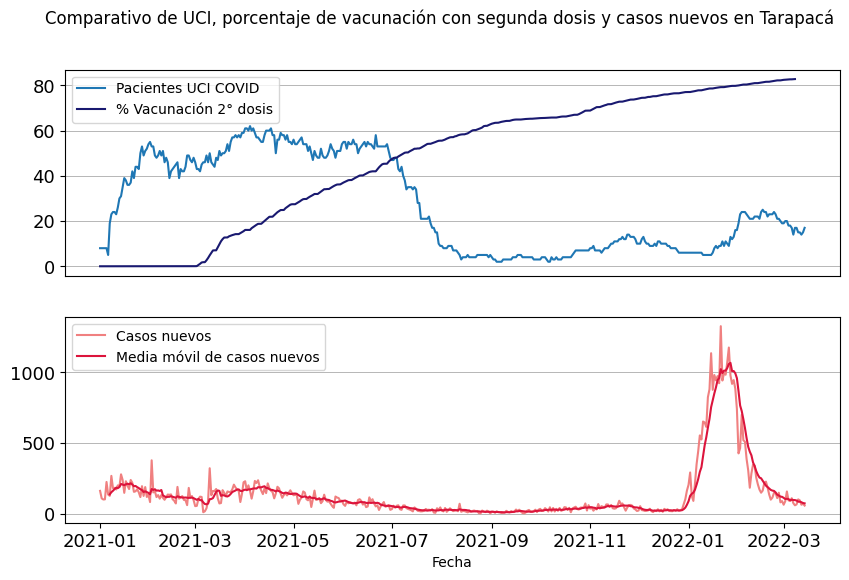 Comparativo de UCI, porcentaje de vacunación con segunda dosis y casos nuevos en Tarapacá
80
60
40
20
0
Pacientes UCI COVID
% Vacunación 2° dosis
1000
500
0
Casos nuevos
Media móvil de casos nuevos
2021-01 2021-03 2021-05 2021-07 2021-09 2021-11 2022-01 2022-03
Fecha